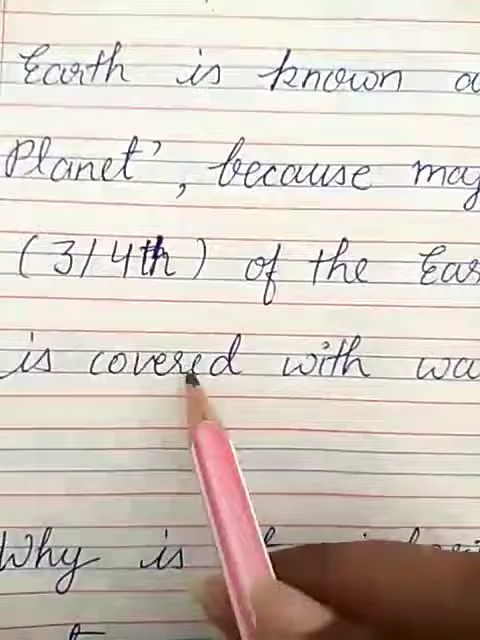 Earth is known a
Planet', because maj
(3/4th) of the Ear
is covered with wa
Why is